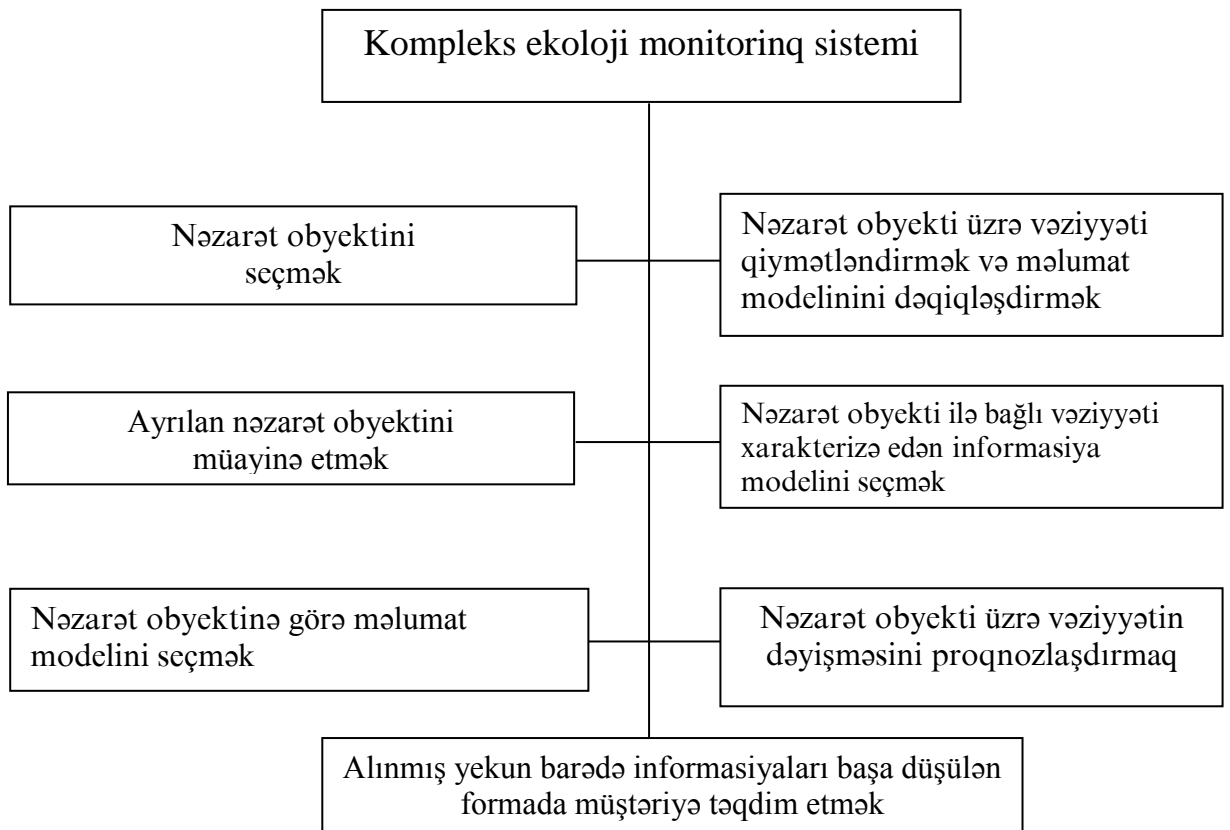 Kompleks ekoloji monitorinq sistemi
Nəzarət obyektini
seçmək
Nəzarət obyekti üzrə vəziyyəti
qiymətləndirmək və məlumat
modelinini dəqiqləşdirmək
Ayrılan nəzarət obyektini
müayinə etmək
Nəzarət obyekti ilə bağlı vəziyyəti
xarakterizə edən informasiya
modelini seçmək
Nəzarət obyektinə görə məlumat
modelini seçmək
Nəzarət obyekti üzrə vəziyyətin
dəyişməsini proqnozlaşdırmaq
Alınmış yekun barədə informasiyaları başa düşülən
formada müştəriyə təqdim etmək